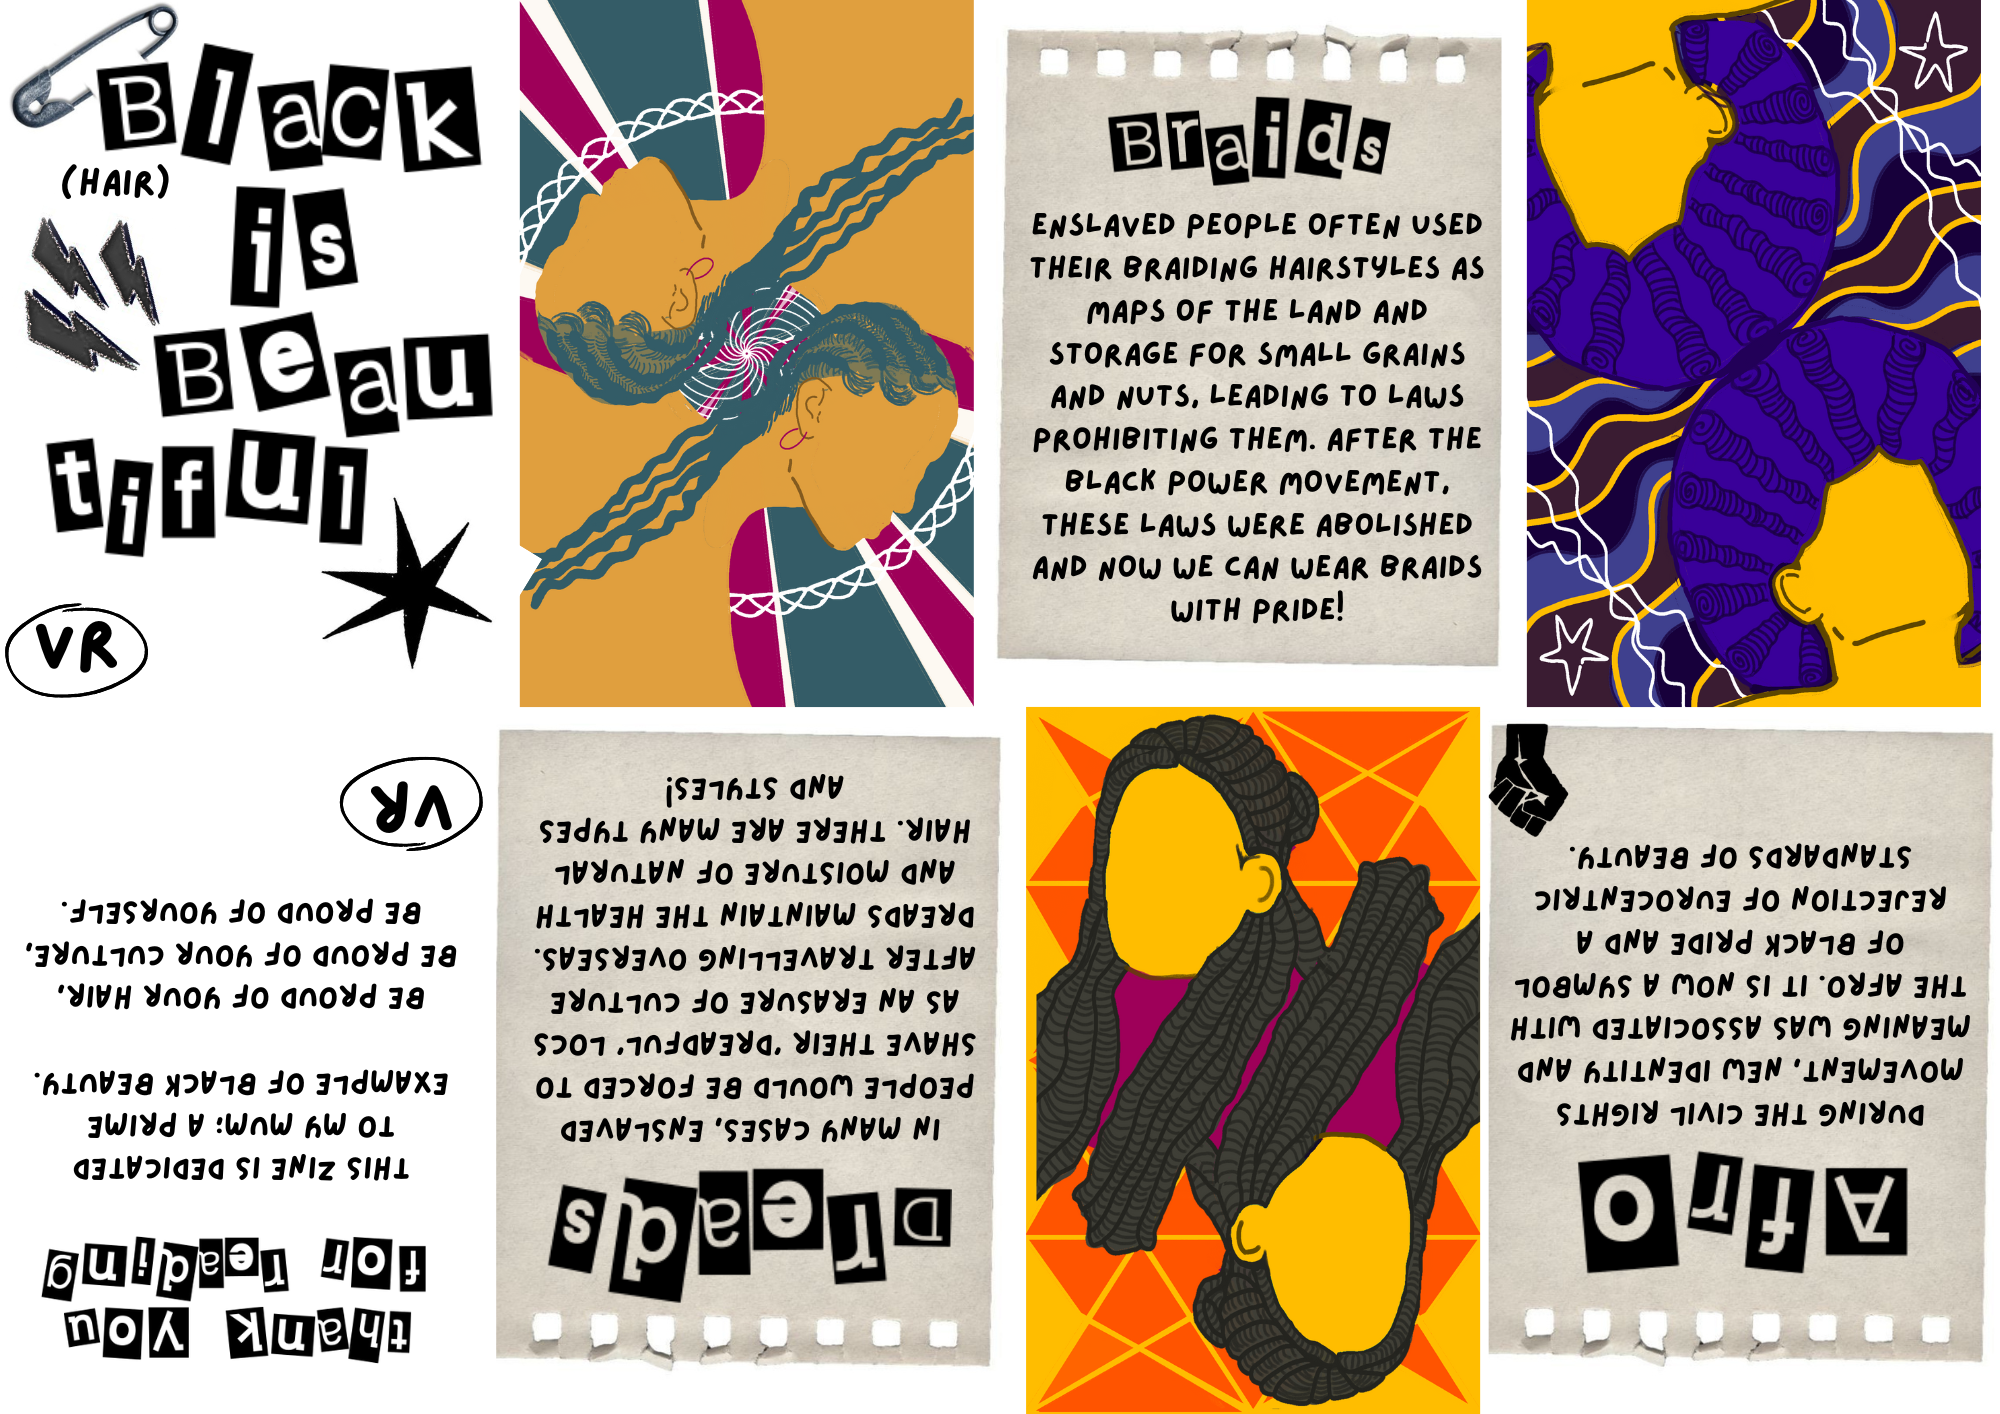 Black
(HAIR)
is
Beau
tiful
VR
Braids
ENSLAVED PEOPLE OFTEN USED
THEIR BRAIDING HAIRSTYLES AS
MAPS OF THE LAND AND
STORAGE FOR SMALL GRAINS
AND NUTS, LEADING TO LAWS
PROHIBITING THEM. AFTER THE
BLACK POWER MOVEMENT,
THESE LAWS WERE ABOLISHED
AND NOW WE CAN WEAR BRAIDS
WITH PRIDE!
Afro
DURING THE CIVIL RIGHTS
MOVEMENT, NEW IDENTITY AND
MEANING WAS ASSOCIATED WITH
THE AFRO. IT IS NOW A SYMBOL
OF BLACK PRIDE AND A
REJECTION OF EUROCENTRIC
STANDARDS OF BEAUTY.
Dreads
IN MANY CASES, ENSLAVED
PEOPLE WOULD BE FORCED TO
SHAVE THEIR 'DREADFUL' LOCS
AS AN ERASURE OF CULTURE
AFTER TRAVELLING OVERSEAS.
DREADS MAINTAIN THE HEALTH
AND MOISTURE OF NATURAL
HAIR. THERE ARE MANY TYPES
AND STYLES!
thank you
for reading
THIS ZINE IS DEDICATED
TO MY MUM; A PRIME
EXAMPLE OF BLACK BEAUTY.
BE PROUD OF YOUR HAIR,
BE PROUD OF YOUR CULTURE,
BE PROUD OF YOURSELF.
VR